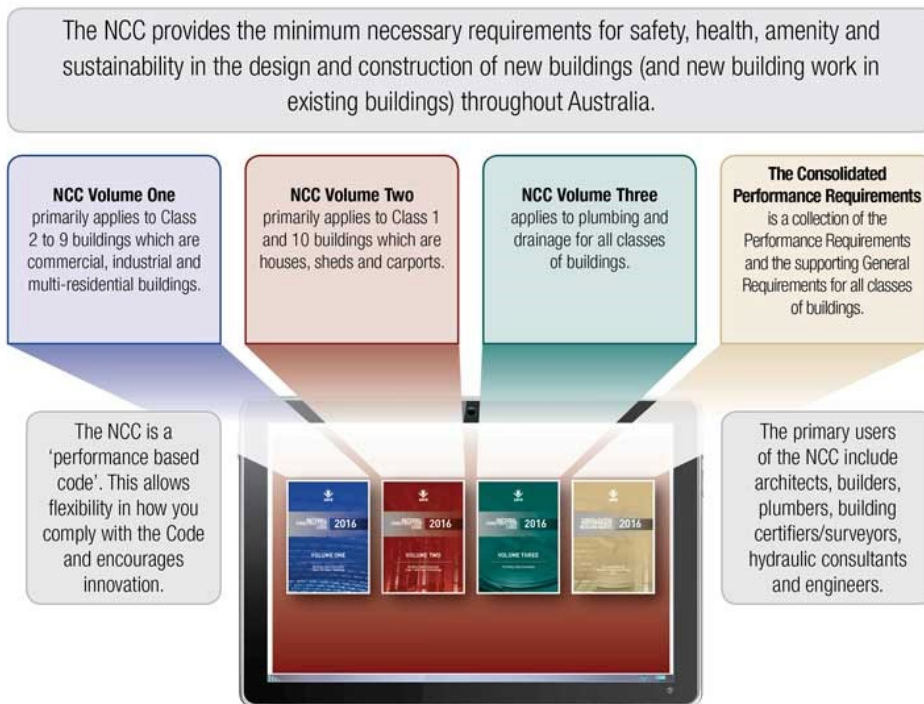 The NCC provides the minimum necessary requirements for safety, health, amenity and
sustainability in the design and construction of new buildings (and new building work in
existing buildings) throughout Australia.
NCC Volume One
primarily applies to Class
2 to 9 buildings which are
commercial, industrial and
multi-residential buildings.
NCC Volume Two
primarily applies to Class 1
and 10 buildings which are
houses, sheds and carports.
NCC Volume Three
applies to plumbing and
drainage for all classes
of buildings.
The Consolidated
Performance Requirements
is a collection of the
Performance Requirements
and the supporting General
Requirements for all classes
of buildings.
The NCC is a
‘performance based
code’. This allows
flexibility in how you
comply with the Code
and encourages
innovation.
2016
VOLUME ONE
2016
VOLUME TWO
2016
VOLUME THREE
2016
The primary users
of the NCC include
architects, builders,
plumbers, building
certifiers/surveyors,
hydraulic consultants
and engineers.